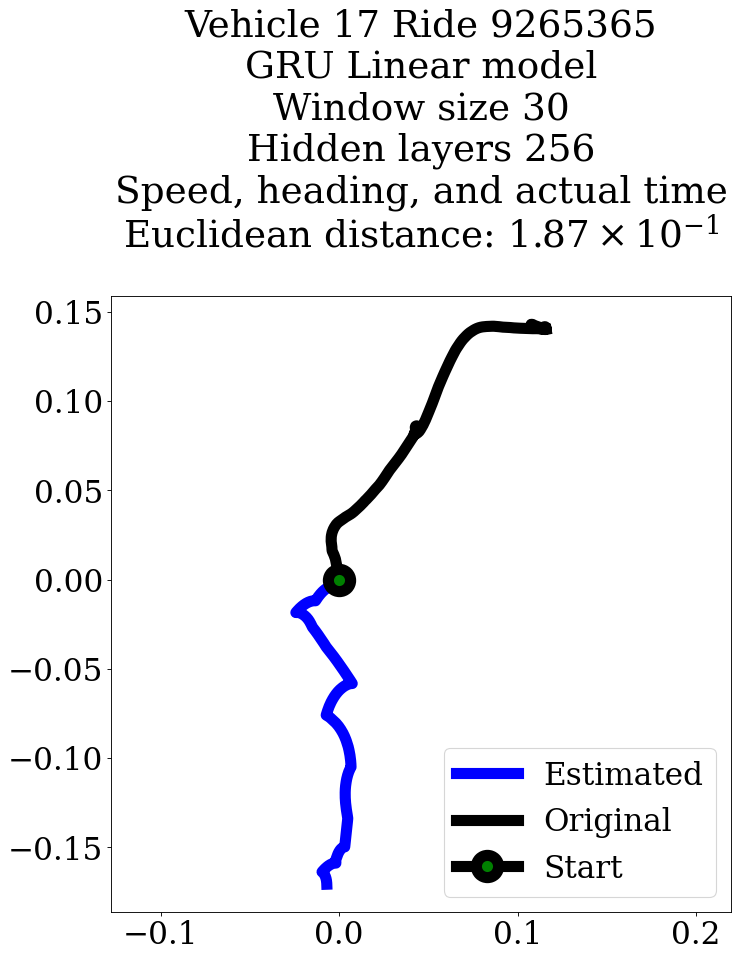 Vehicle 17 Ride 9265365
GRU Linear model
Window size 30
Hidden layers 256
Speed, heading, and actual time
Euclidean distance: 1.87 × 10⁻¹
0.15
0.10
0.05
0.00
−0.05
−0.10
−0.15
Estimated
Original
Start
−0.1 0.0 0.1 0.2